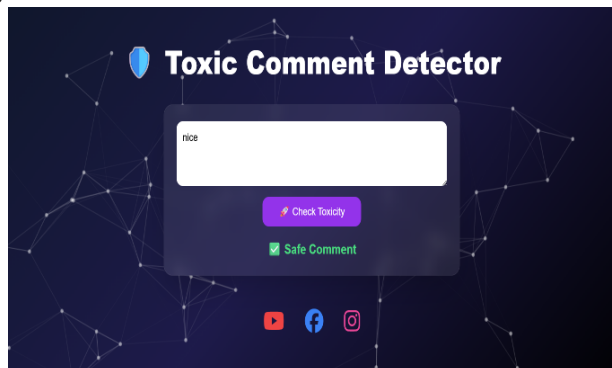 Toxic Comment Detector
nice
Check Toxicity
Safe Comment